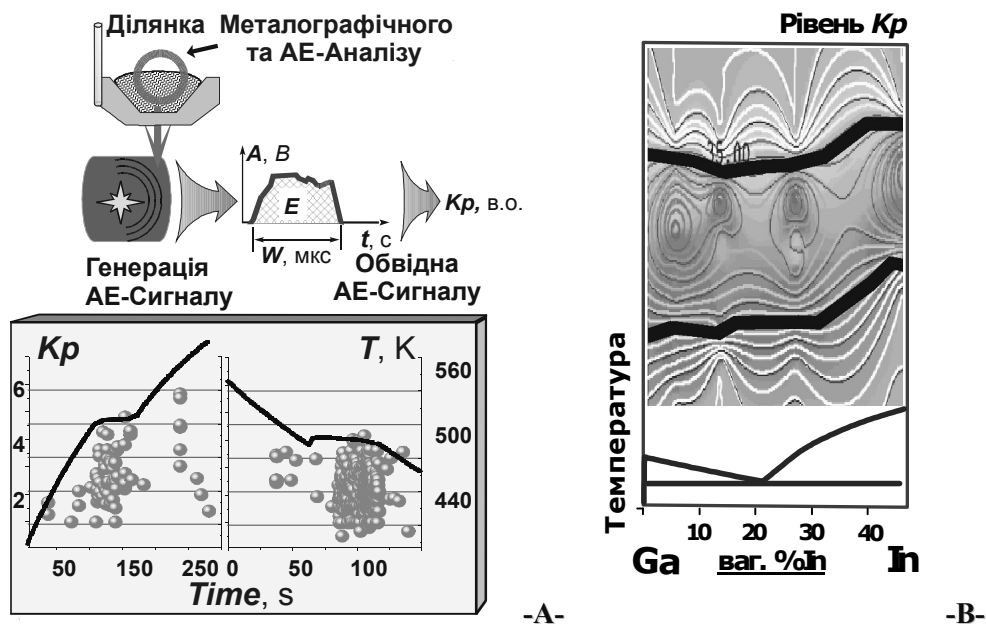 Ділянка Металографічного
та АЕ-Аналізу
A, B
E
t, с
W, мкс
Kp, в.о.
Генерація
АЕ-Сигналу
Обвідна
АЕ-Сигналу
Kp
T, K
6
4
2
560
500
440
50
150
250
0
50
100
Time, s
-А-
Рівень Kp
Температура
10
20
30
40
Ga
ваг. %In
In
-В-